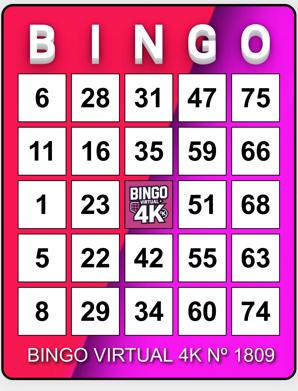 B I N G O
6 28 31 47 75
11 16 35 59 66
1 23 BINGO VIRTUAL 4K 51 68
5 22 42 55 63
8 29 34 60 74
BINGO VIRTUAL 4K Nº 1809